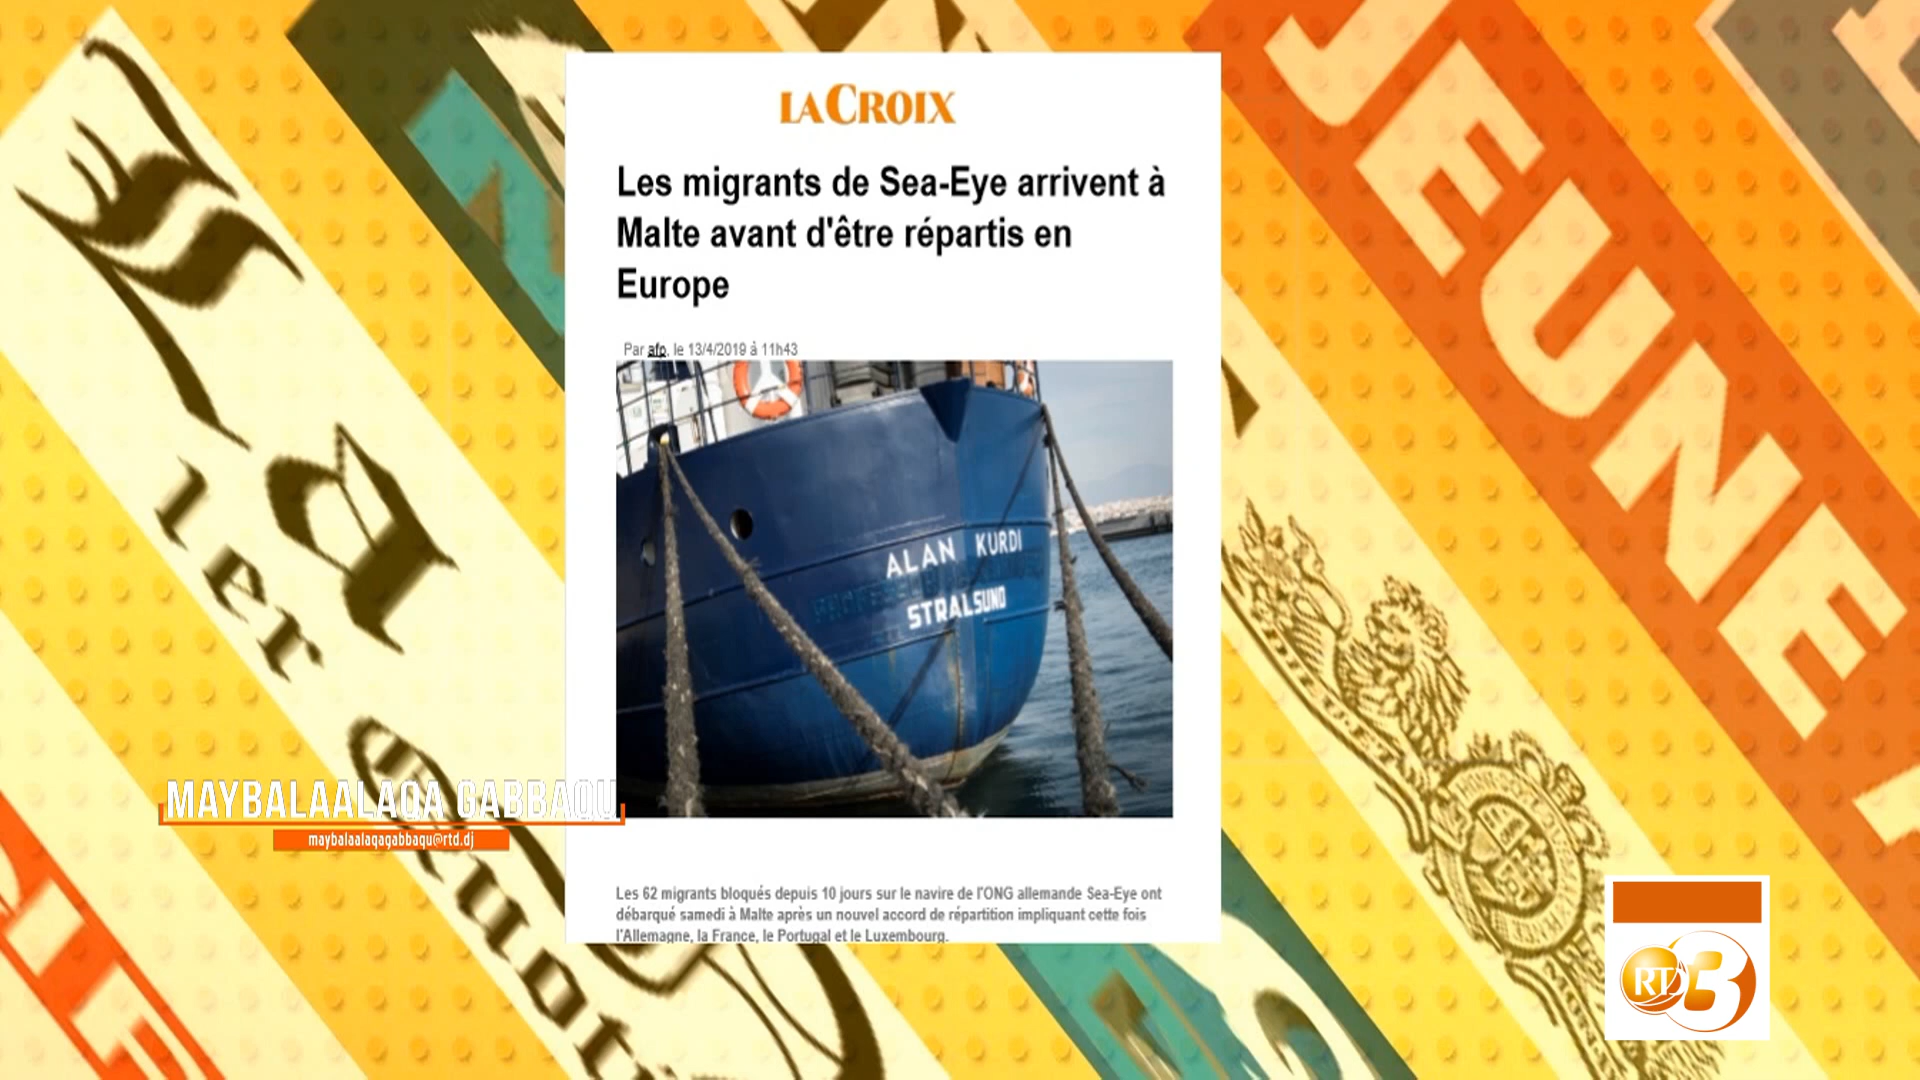 LA CROIX
Les migrants de Sea-Eye arrivent à
Malte avant d'être répartis en
Europe
Par afp, le 13/4/2019 à 11h43
ALAN KURDI
STRALSUND
Les 62 migrants bloqués depuis 10 jours sur le navire de l'ONG allemande Sea-Eye ont
débarqué samedi à Malte après un nouvel accord de répartition impliquant cette fois
l'Allemagne, la France, le Portugal et le Luxembourg.
MAYBALAALAQA GABBAQU
maybalaalaqagabbaqu@rtd.dj
JEUNE A
RTD 3